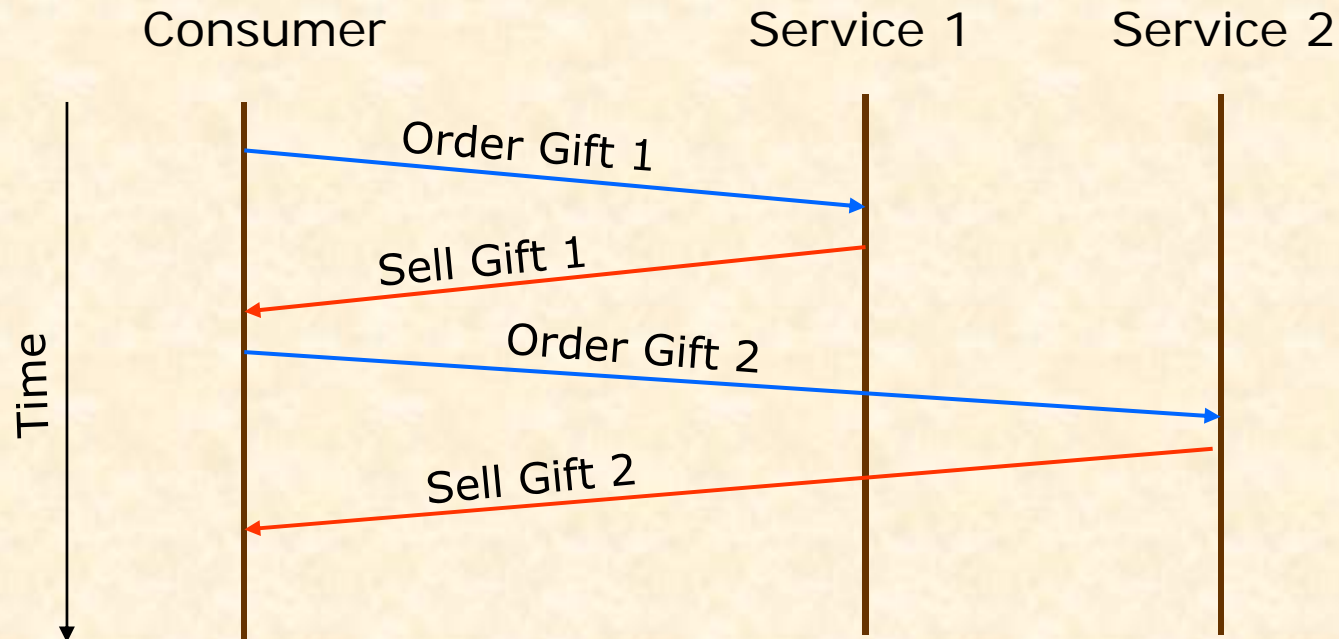 Consumer
Service 1
Service 2
Order Gift 1
Sell Gift 1
Order Gift 2
Time
Sell Gift 2